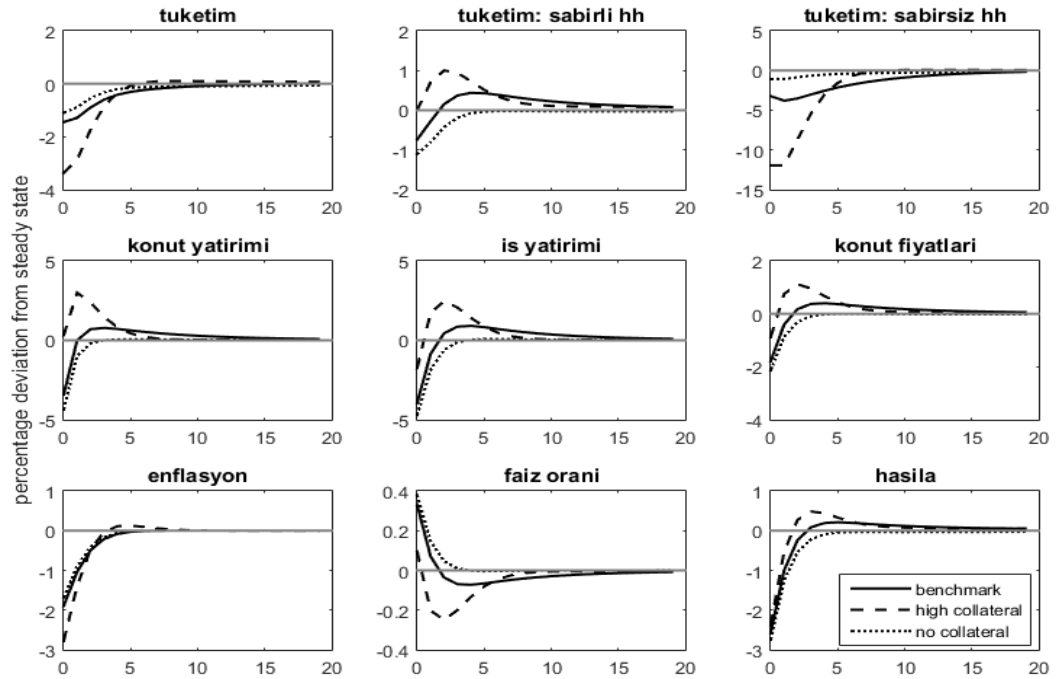 tuketim
tuketim: sabirli hh
tuketim: sabirsiz hh
2
0
-2
-4
0 5 10 15 20
2
1
0
-1
-2
0 5 10 15 20
5
0
-5
-10
-15
0 5 10 15 20
percentage deviation from steady state
konut yatirimi
is yatirimi
konut fiyatlari
5
0
-5
0 5 10 15 20
5
0
-5
0 5 10 15 20
2
0
-2
-4
0 5 10 15 20
enflasyon
faiz orani
hasila
1
0
-1
-2
-3
0 5 10 15 20
0.4
0.2
0
-0.2
-0.4
0 5 10 15 20
1
0
-1
-2
-3
0 5 10 15 20
benchmark
high collateral
no collateral